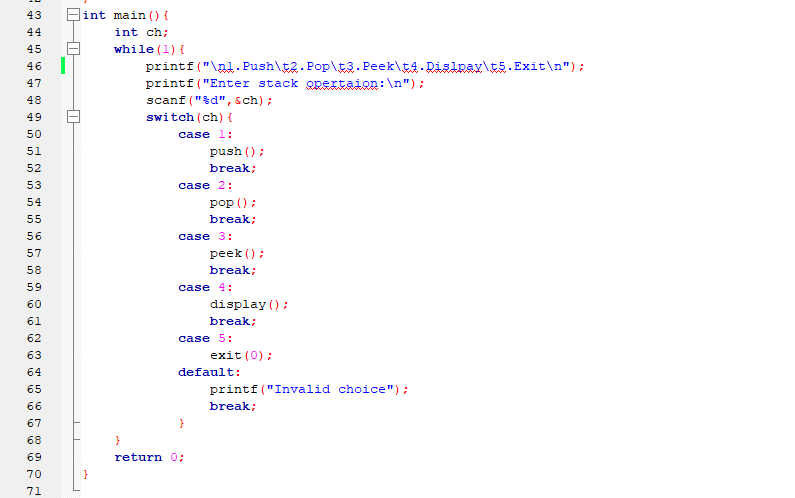 43 int main(){
44 int ch;
45 while(1){
46 printf("\n1.Push\t2.Pop\t3.Peek\t4.Dislpay\t5.Exit\n");
47 printf("Enter stack opertaion:\n");
48 scanf("%d",&ch);
49 switch(ch){
50 case 1:
51 push();
52 break;
53 case 2:
54 pop();
55 break;
56 case 3:
57 peek();
58 break;
59 case 4:
60 display();
61 break;
62 case 5:
63 exit(0);
64 default:
65 printf("Invalid choice");
66 break;
67 }
68 }
69 return 0;
70 }
71